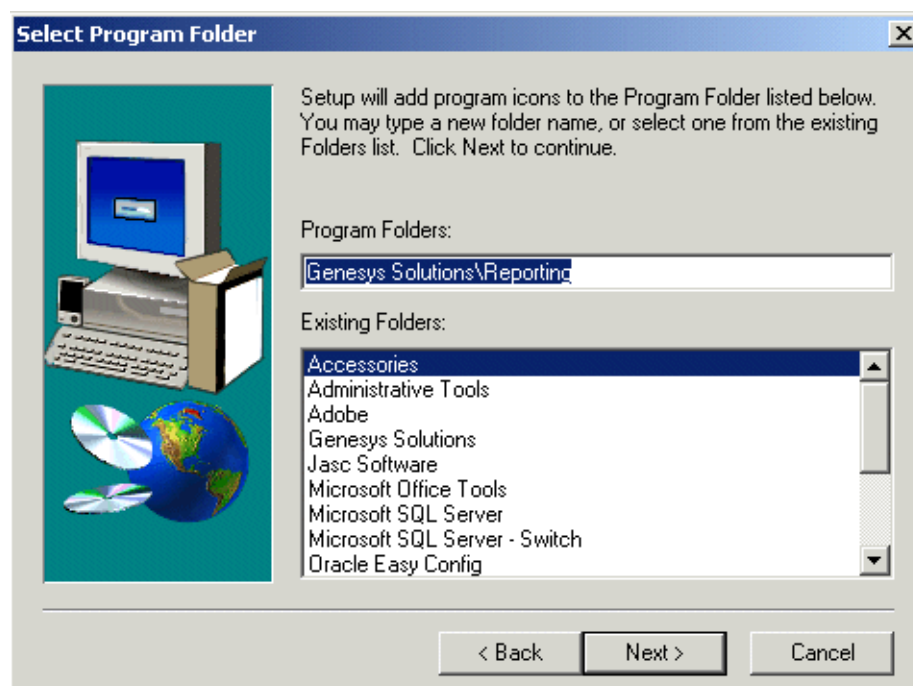 Select Program Folder
Setup will add program icons to the Program Folder listed below.
You may type a new folder name, or select one from the existing
Folders list.  Click Next to continue.
Program Folders:
Genesys Solutions\Reporting
Existing Folders:
Accessories
Administrative Tools
Adobe
Genesys Solutions
Jasc Software
Microsoft Office Tools
Microsoft SQL Server
Microsoft SQL Server - Switch
Oracle Easy Config
< Back
Next >
Cancel